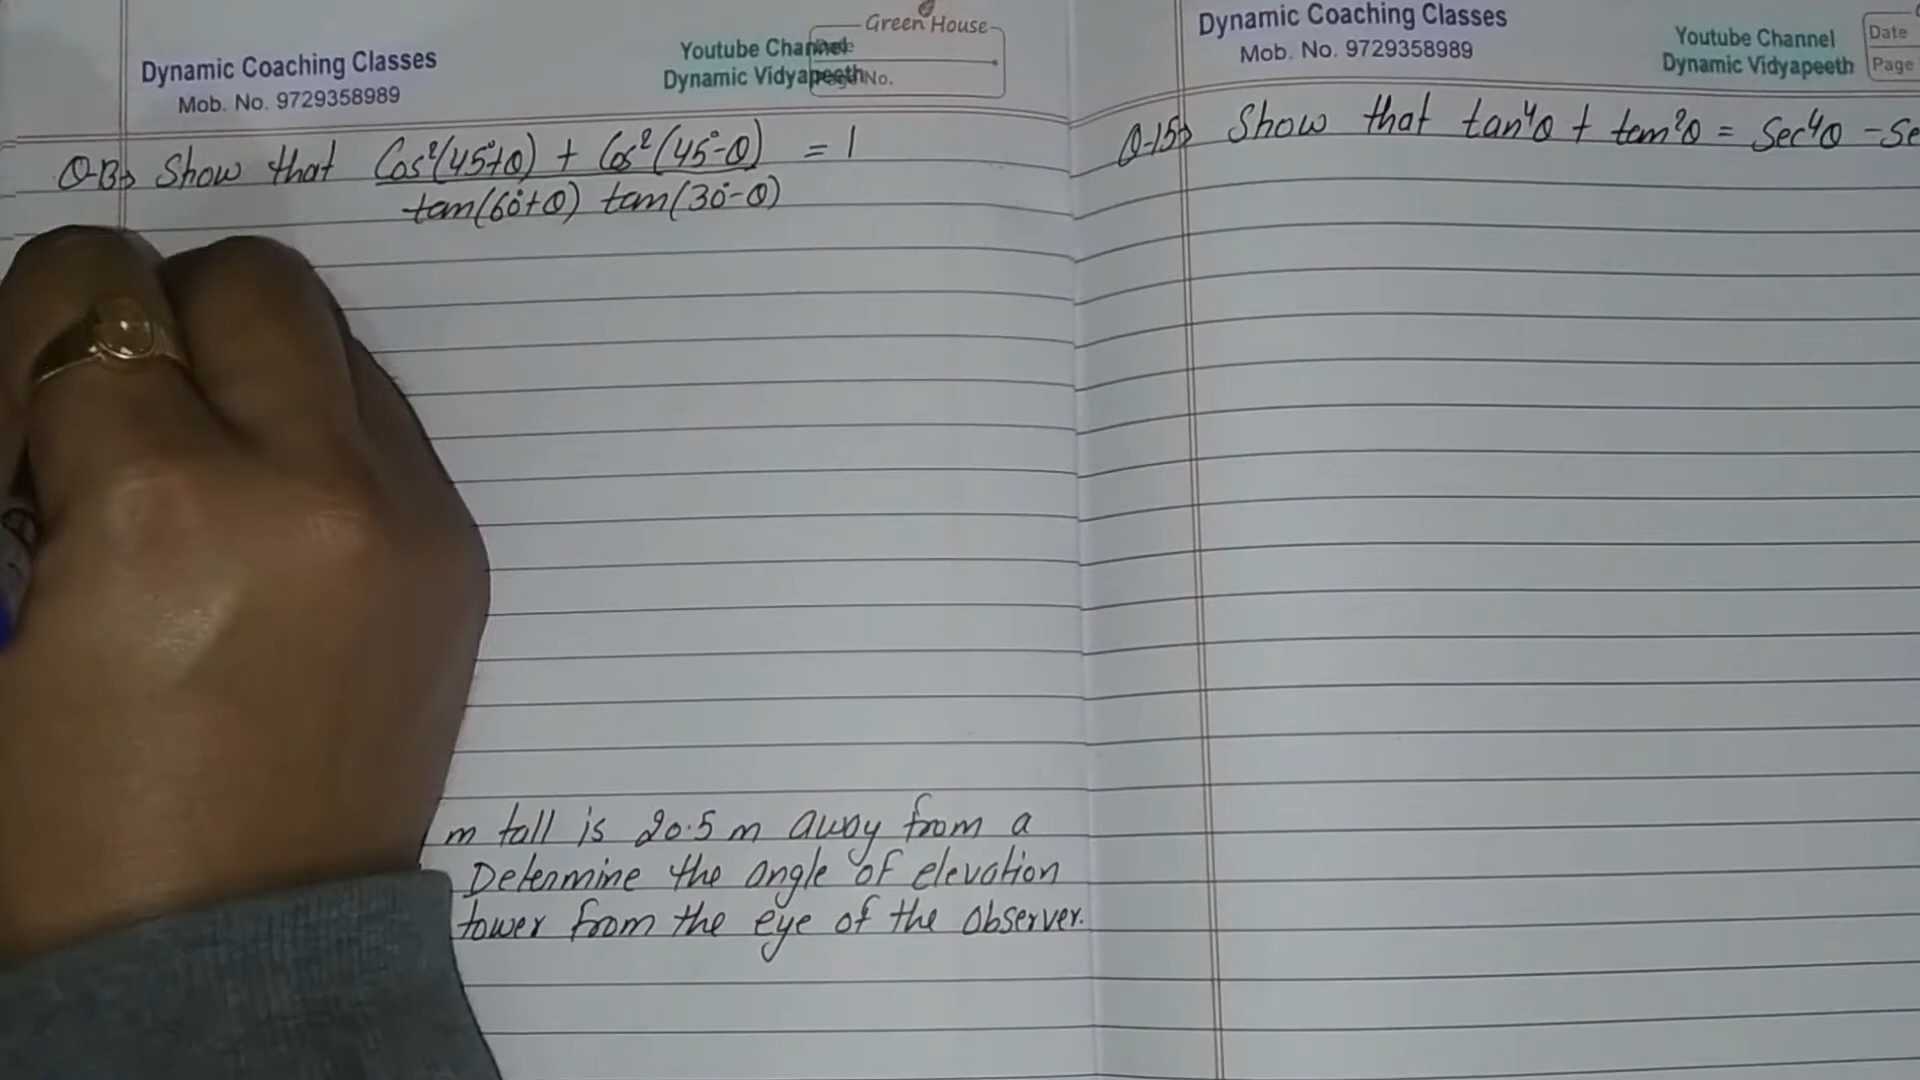 Green House
Dynamic Coaching Classes
Mob. No. 9729358989
Youtube Channel
Dynamic Vidyapeeth No.
Q-13> Show that Cos²(45°+θ) + Cos²(45°-θ) = 1
tan(60°+θ) tan(30°-θ)
m tall is 20.5 m away from a
Determine the angle of elevation
tower from the eye of the observer.
Dynamic Coaching Classes
Mob. No. 9729358989
Youtube Channel
Dynamic Vidyapeeth
Date
Page
Q-15> Show that tan⁴θ + tan²θ = Sec⁴θ - Se